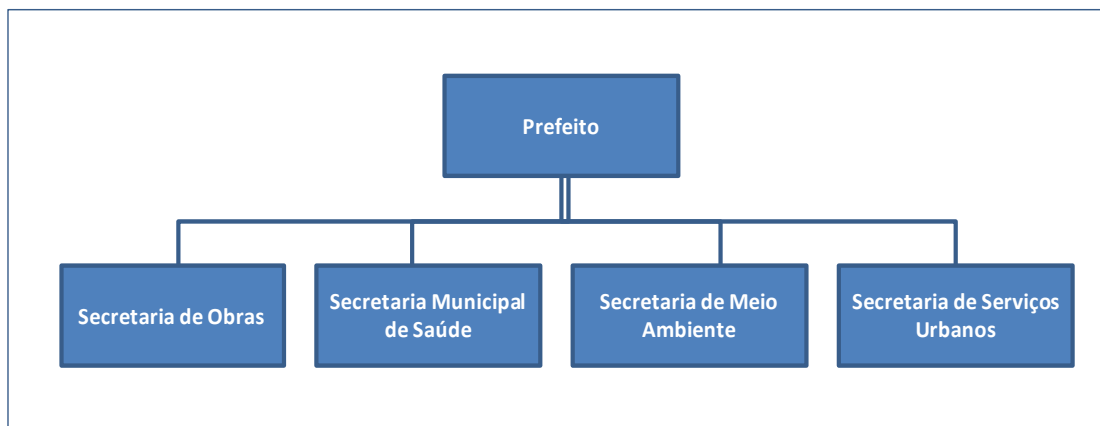 Prefeito
Secretaria de Obras
Secretaria Municipal
de Saúde
Secretaria de Meio
Ambiente
Secretaria de Serviços
Urbanos